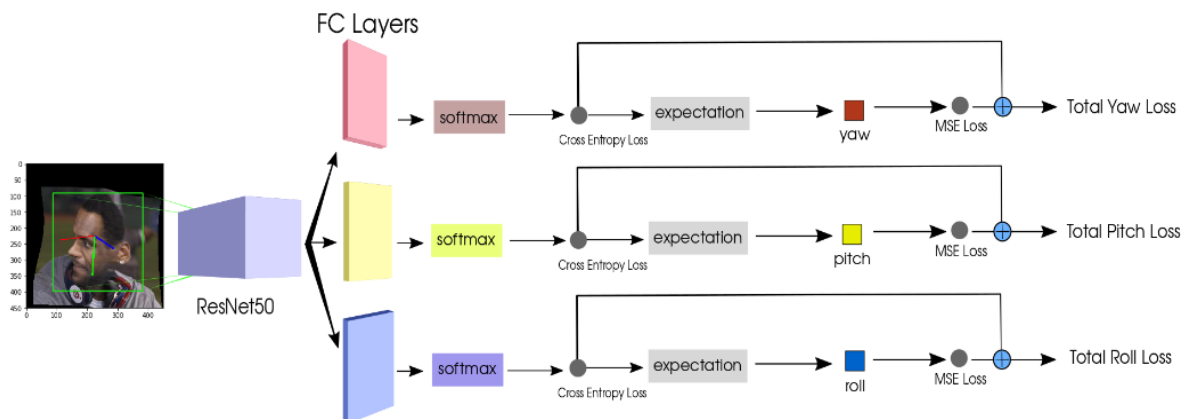 FC Layers
softmax
Cross Entropy Loss
expectation
yaw
MSE Loss
Total Yaw Loss
0
50
100
150
200
250
300
350
400
450
0 100 200 300 400
ResNet50
softmax
Cross Entropy Loss
expectation
pitch
MSE Loss
Total Pitch Loss
softmax
Cross Entropy Loss
expectation
roll
MSE Loss
Total Roll Loss